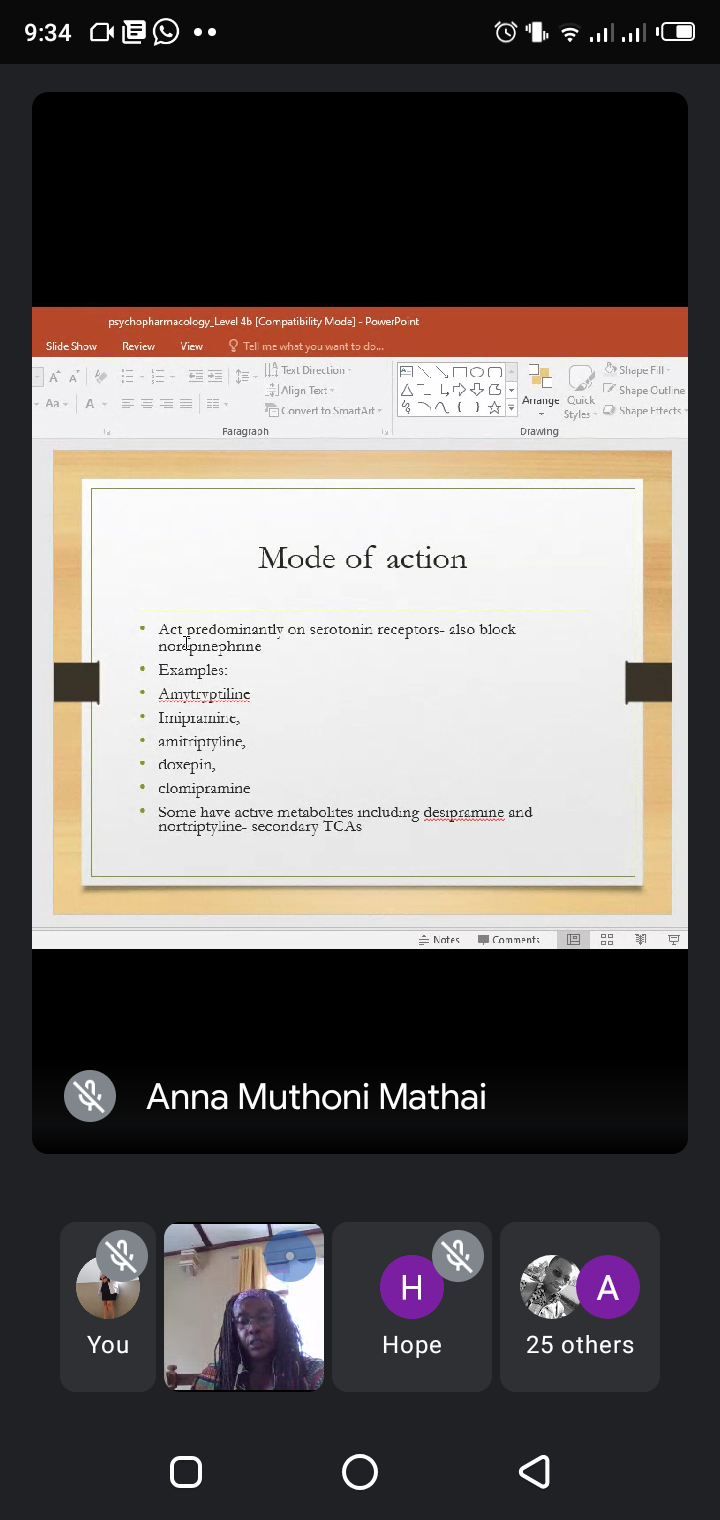 9:34
psychopharmacology_Level 4b [Compatibility Mode] - PowerPoint
Slide Show Review View Tell me what you want to do...
A A Text Direction Shape Fill
Align Text Shape Outline
Aa A Convert to SmartArt Arrange Quick Styles Shape Effects
Paragraph Drawing
Mode of action
• Act predominantly on serotonin receptors- also block
norepinephrine
• Examples:
• Amytryptiline
• Imipramine,
• amitriptyline,
• doxepin,
• clomipramine
• Some have active metabolites including desipramine and
nortriptyline- secondary TCAs
Notes Comments
Anna Muthoni Mathai
H A
You Hope 25 others